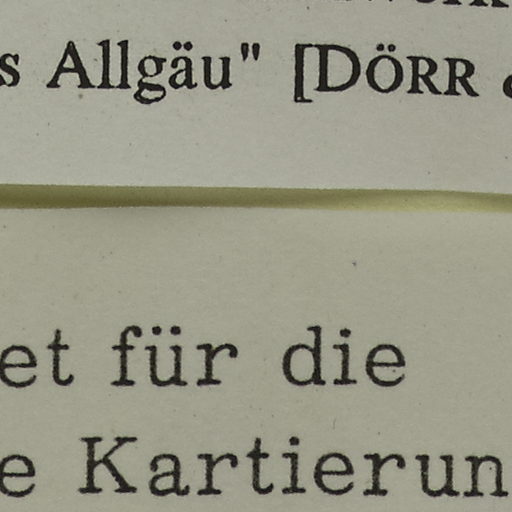 s Allgäu" [DÖRR
et für die
e Kartierun